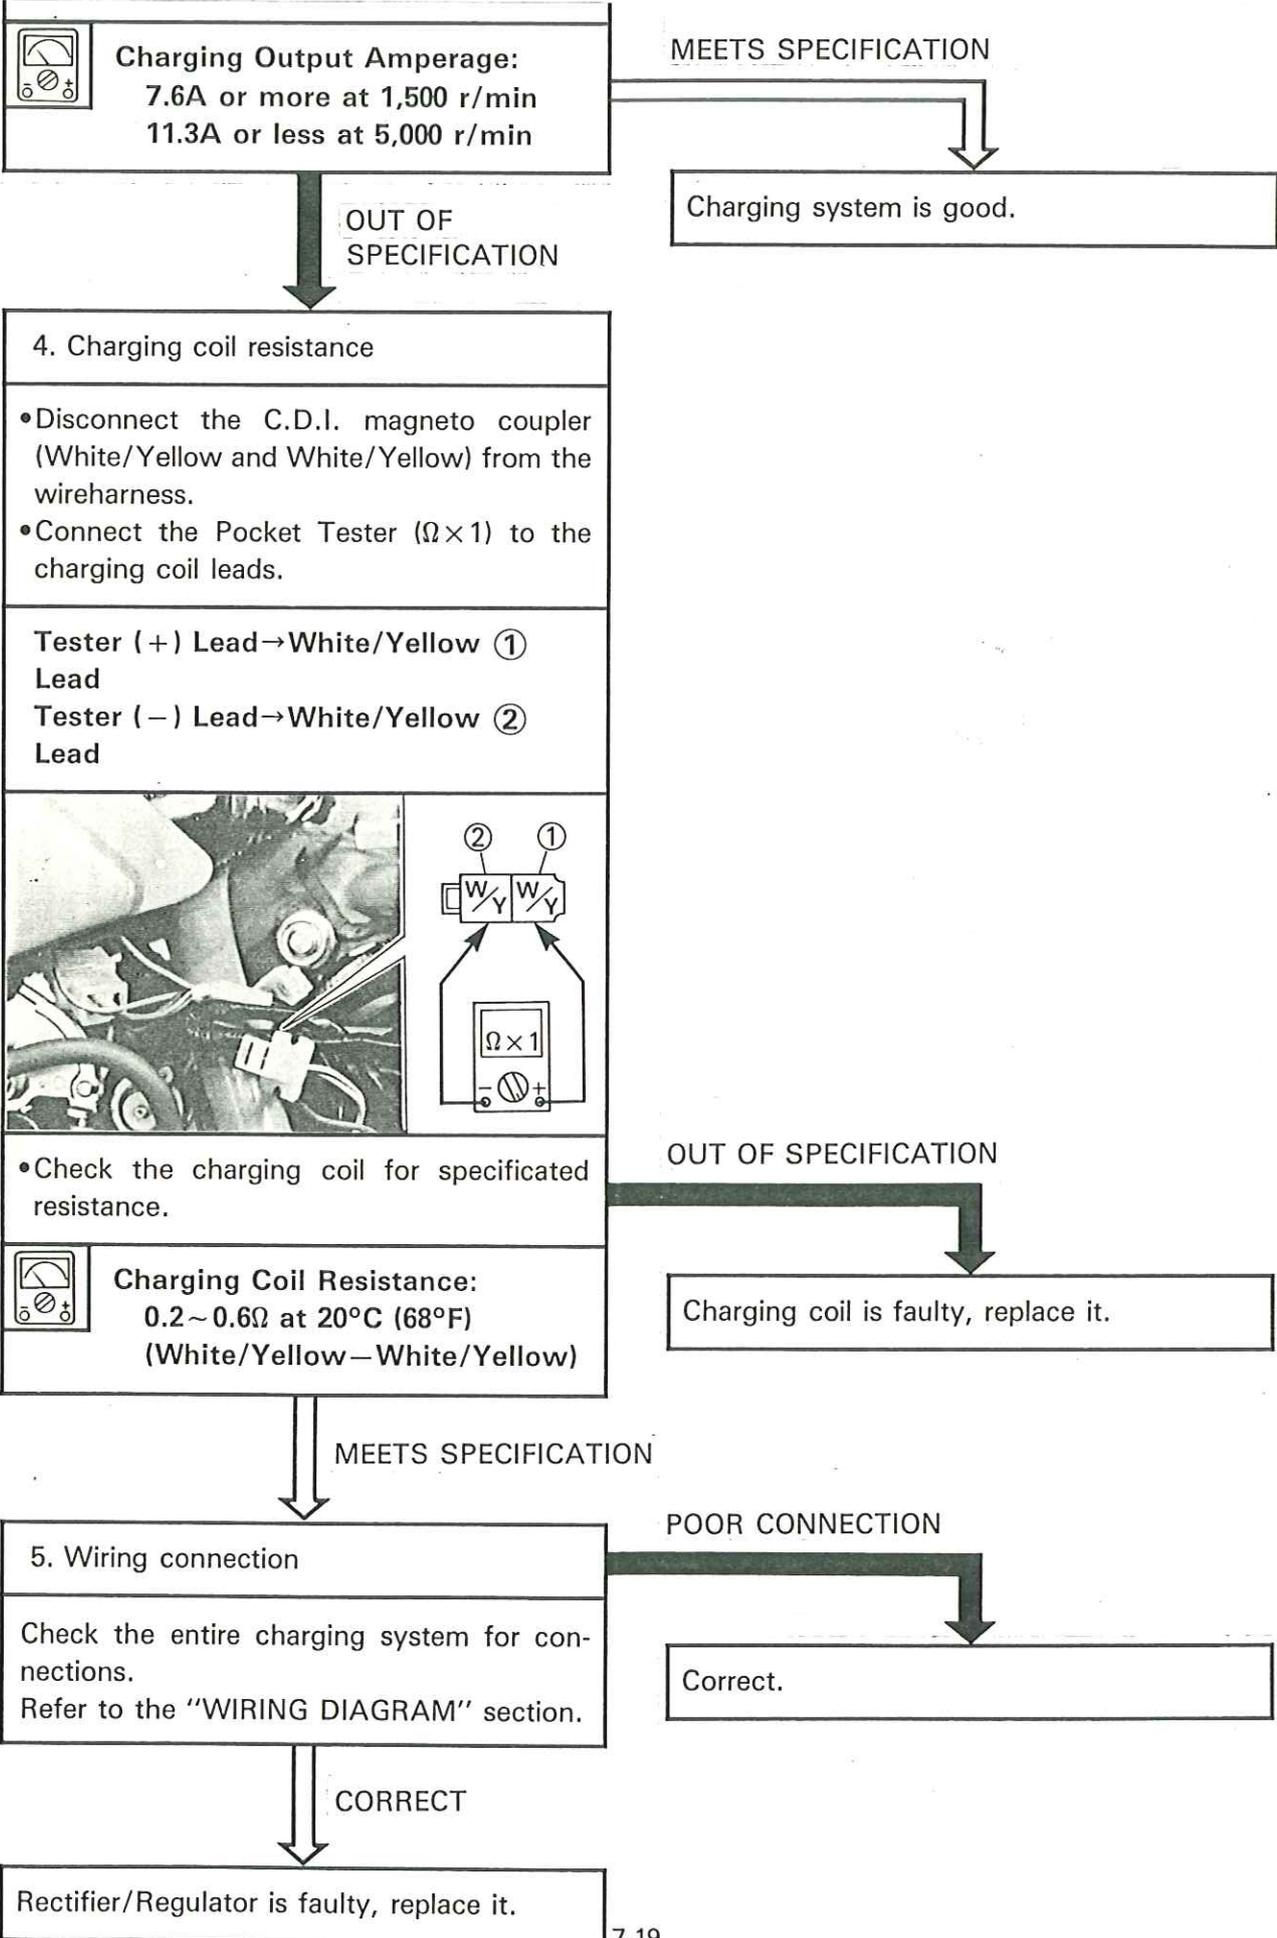 Charging Output Amperage:
7.6A or more at 1,500 r/min
11.3A or less at 5,000 r/min
MEETS SPECIFICATION
Charging system is good.
OUT OF
SPECIFICATION
4. Charging coil resistance
•Disconnect the C.D.I. magneto coupler
(White/Yellow and White/Yellow) from the
wireharness.
•Connect the Pocket Tester (Ω×1) to the
charging coil leads.
Tester (+) Lead→White/Yellow ①
Lead
Tester (−) Lead→White/Yellow ②
Lead
② ①
W/Y W/Y
Ω×1
− +
•Check the charging coil for specificated
resistance.
OUT OF SPECIFICATION
Charging coil is faulty, replace it.
Charging Coil Resistance:
0.2~0.6Ω at 20°C (68°F)
(White/Yellow—White/Yellow)
MEETS SPECIFICATION
5. Wiring connection
POOR CONNECTION
Check the entire charging system for con-
nections.
Refer to the "WIRING DIAGRAM" section.
Correct.
CORRECT
Rectifier/Regulator is faulty, replace it.
7-19